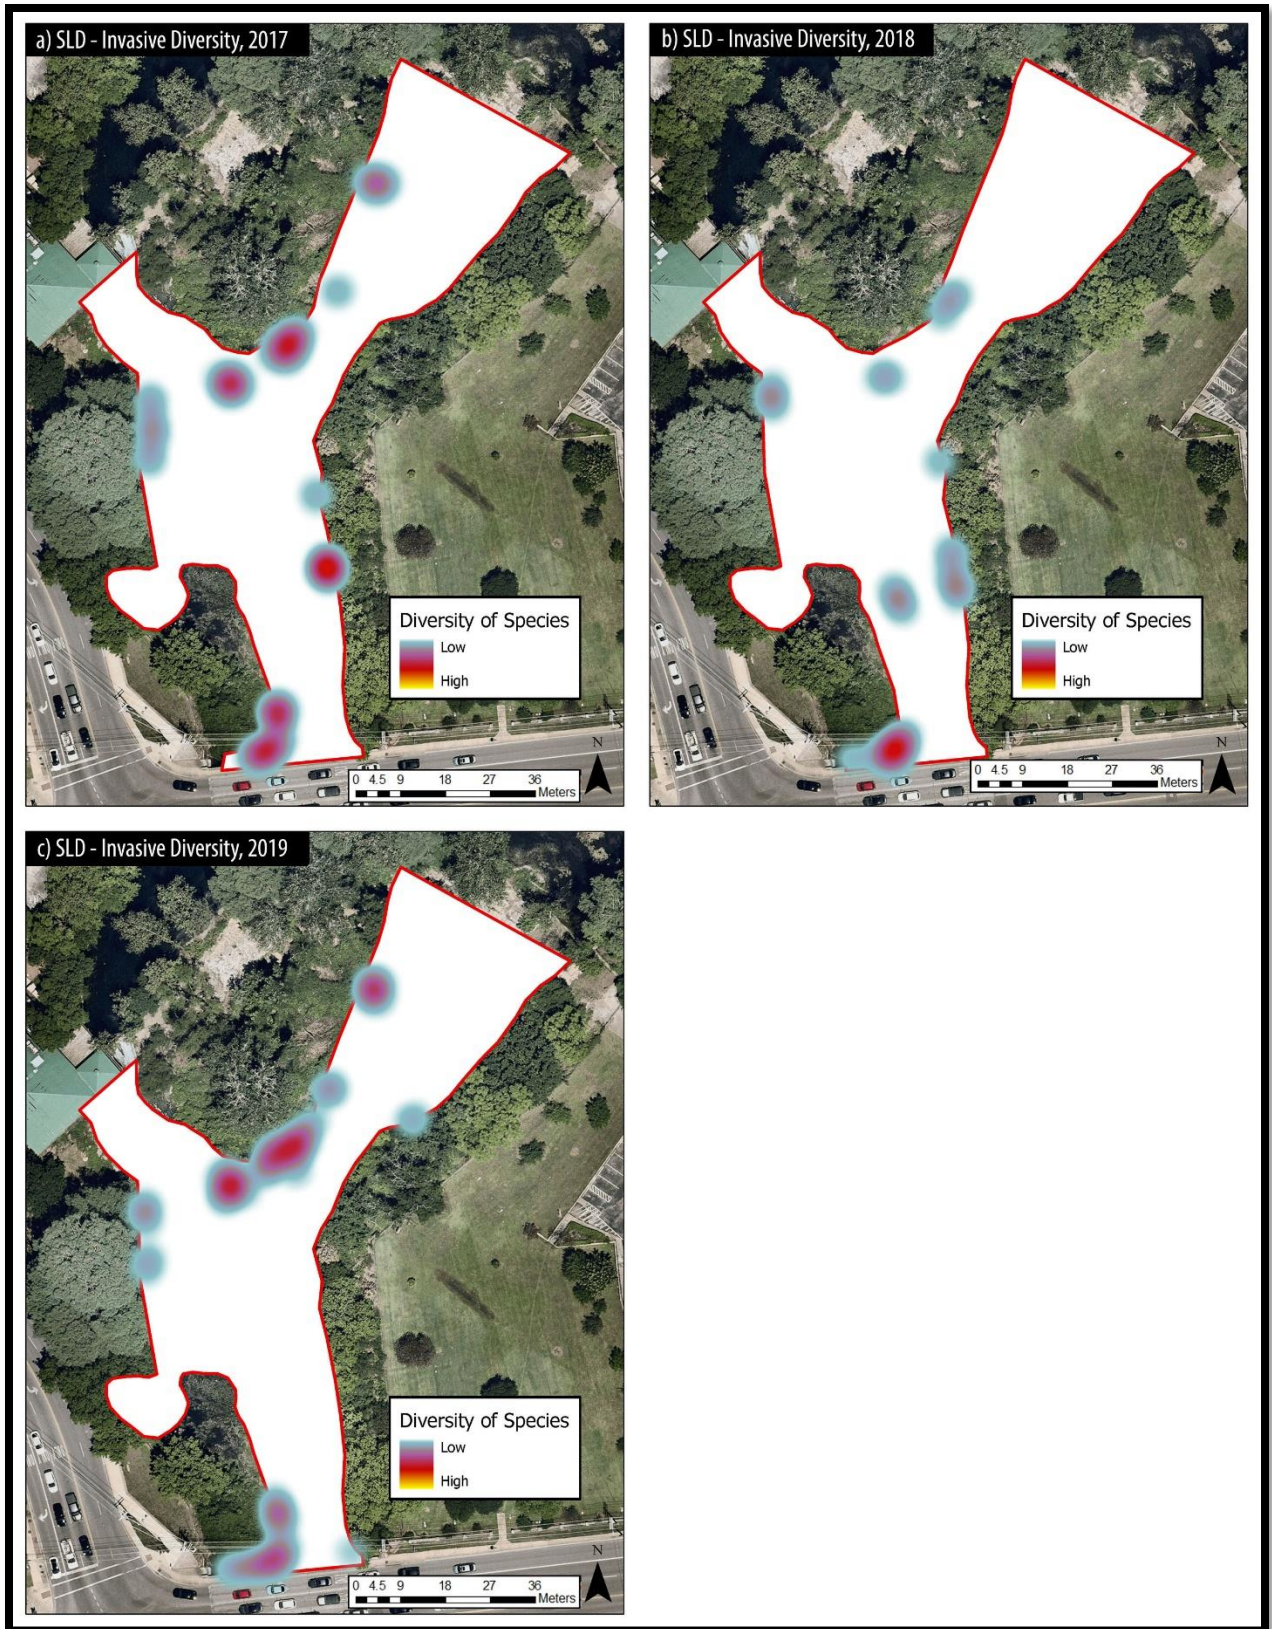 a) SLD - Invasive Diversity, 2017
Diversity of Species
Low
High
N
0 4.5 9 18 27 36
Meters
b) SLD - Invasive Diversity, 2018
Diversity of Species
Low
High
N
0 4.5 9 18 27 36
Meters
c) SLD - Invasive Diversity, 2019
Diversity of Species
Low
High
N
0 4.5 9 18 27 36
Meters